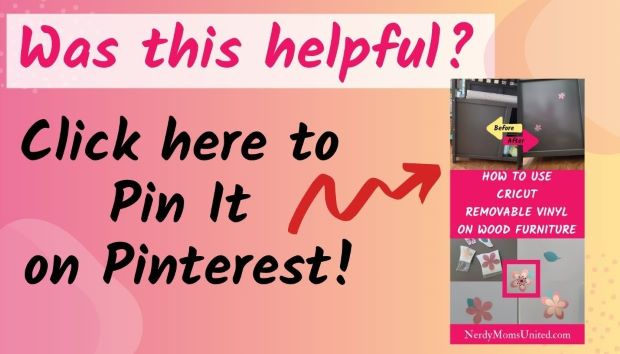 Was this helpful?
Click here to
Pin It
on Pinterest!
Before
After
HOW TO USE
CRICUT
REMOVABLE VINYL
ON WOOD FURNITURE
NerdyMomsUnited.com